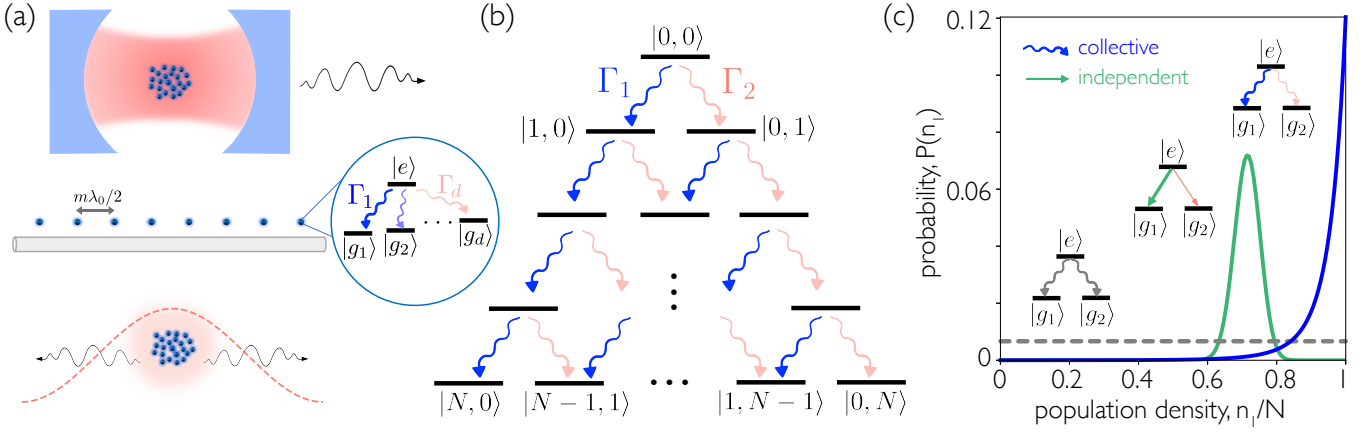 (a)
mλ₀/2
|e⟩
Γ₁
Γ_d
|g₁⟩ |g₂⟩ ··· |g_d⟩
(b)
|0, 0⟩
Γ₁ Γ₂
|1, 0⟩ |0, 1⟩
|N, 0⟩ |N−1, 1⟩ ··· |1, N−1⟩ |0, N⟩
(c)
probability, P(n₁)
0.12
0.06
0
collective
independent
|e⟩
|g₁⟩ |g₂⟩
|e⟩
|g₁⟩ |g₂⟩
|e⟩
|g₁⟩ |g₂⟩
0 0.2 0.4 0.6 0.8 1
population density, n₁/N